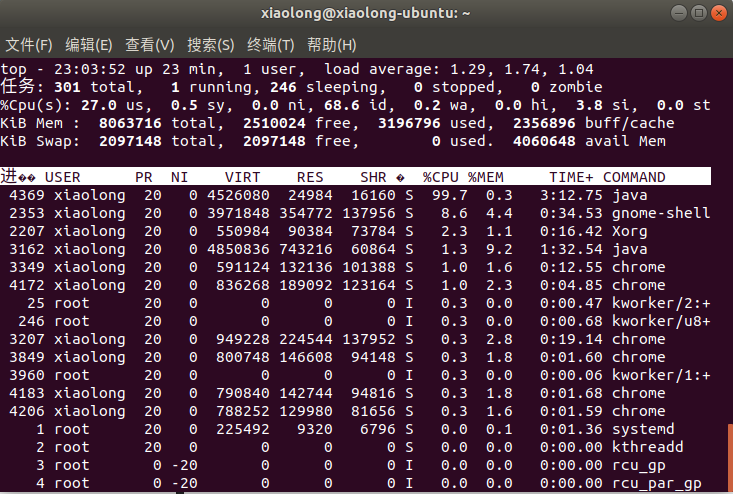 xiaolong@xiaolong-ubuntu: ~
文件(F) 编辑(E) 查看(V) 搜索(S) 终端(T) 帮助(H)
top - 23:03:52 up 23 min,  1 user,  load average: 1.29, 1.74, 1.04
任务: 301 total,   1 running, 246 sleeping,   0 stopped,   0 zombie
%Cpu(s): 27.0 us,  0.5 sy,  0.0 ni, 68.6 id,  0.2 wa,  0.0 hi,  3.8 si,  0.0 st
KiB Mem :  8063716 total,  2510024 free,  3196796 used,  2356896 buff/cache
KiB Swap:  2097148 total,  2097148 free,        0 used.  4060648 avail Mem
进�� USER      PR  NI    VIRT    RES    SHR �  %CPU %MEM     TIME+ COMMAND
4369 xiaolong  20   0 4526080  24984  16160 S  99.7  0.3   3:12.75 java
2353 xiaolong  20   0 3971848 354772 137956 S   8.6  4.4   0:34.53 gnome-shell
2207 xiaolong  20   0  550984  90384  73784 S   2.3  1.1   0:16.42 Xorg
3162 xiaolong  20   0 4850836 743216  60864 S   1.3  9.2   1:32.54 java
3349 xiaolong  20   0  591124 132136 101388 S   1.0  1.6   0:12.55 chrome
4172 xiaolong  20   0  836268 189092 123164 S   1.0  2.3   0:04.85 chrome
25 root      20   0       0      0      0 I   0.3  0.0   0:00.47 kworker/2:+
246 root      20   0       0      0      0 I   0.3  0.0   0:00.68 kworker/u8+
3207 xiaolong  20   0  949228 224544 137952 S   0.3  2.8   0:19.14 chrome
3849 xiaolong  20   0  800748 146608  94148 S   0.3  1.8   0:01.60 chrome
3960 root      20   0       0      0      0 I   0.3  0.0   0:00.06 kworker/1:+
4183 xiaolong  20   0  790840 142744  94816 S   0.3  1.8   0:01.68 chrome
4206 xiaolong  20   0  788252 129980  81656 S   0.3  1.6   0:01.59 chrome
1 root      20   0  225492   9320   6796 S   0.0  0.1   0:01.36 systemd
2 root      20   0       0      0      0 S   0.0  0.0   0:00.00 kthreadd
3 root       0 -20       0      0      0 I   0.0  0.0   0:00.00 rcu_gp
4 root       0 -20       0      0      0 I   0.0  0.0   0:00.00 rcu_par_gp